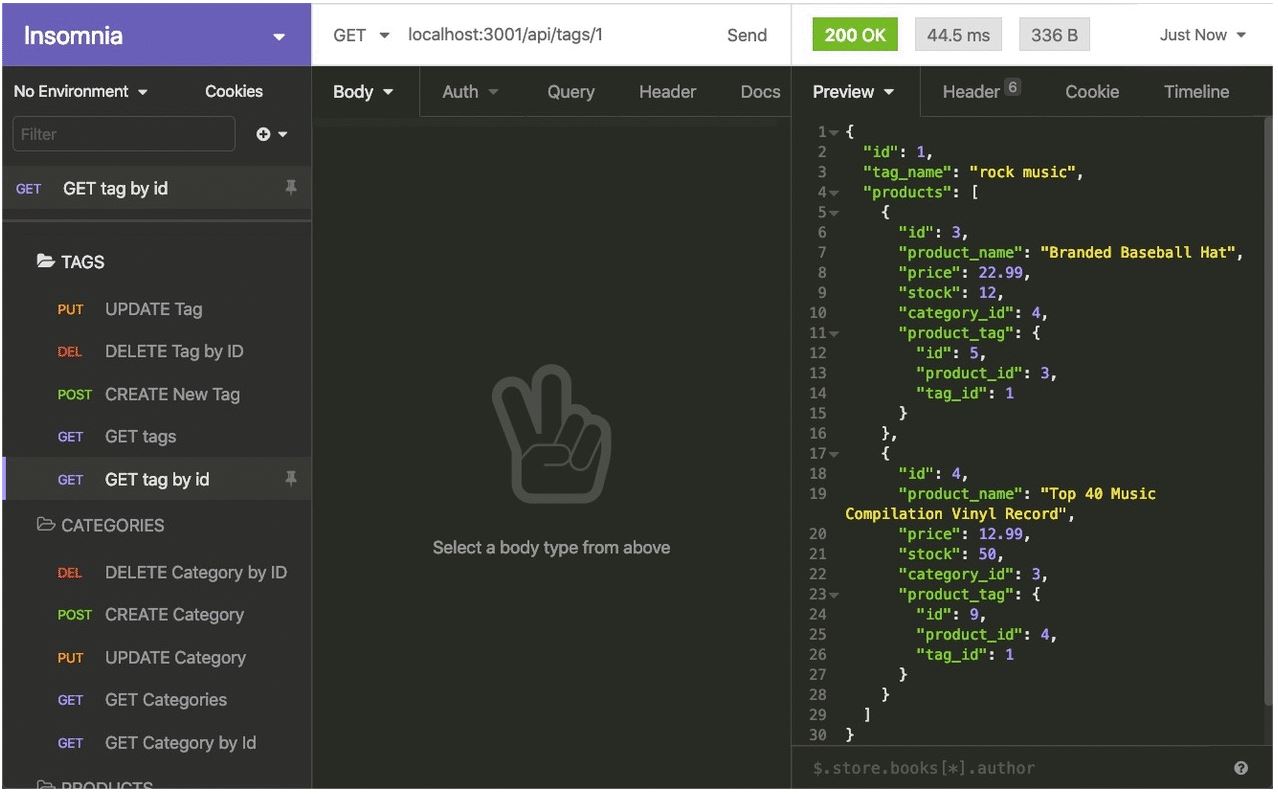 Insomnia
No Environment
Cookies
Filter
GET GET tag by id
TAGS
PUT UPDATE Tag
DEL DELETE Tag by ID
POST CREATE New Tag
GET GET tags
GET GET tag by id
CATEGORIES
DEL DELETE Category by ID
POST CREATE Category
PUT UPDATE Category
GET GET Categories
GET GET Category by Id
PRODUCTS
GET localhost:3001/api/tags/1 Send
Body Auth Query Header Docs
Select a body type from above
200 OK 44.5 ms 336 B Just Now
Preview Header 6 Cookie Timeline
1 {
2 "id": 1,
3 "tag_name": "rock music",
4 "products": [
5 {
6 "id": 3,
7 "product_name": "Branded Baseball Hat",
8 "price": 22.99,
9 "stock": 12,
10 "category_id": 4,
11 "product_tag": {
12 "id": 5,
13 "product_id": 3,
14 "tag_id": 1
15 }
16 },
17 {
18 "id": 4,
19 "product_name": "Top 40 Music
Compilation Vinyl Record",
20 "price": 12.99,
21 "stock": 50,
22 "category_id": 3,
23 "product_tag": {
24 "id": 9,
25 "product_id": 4,
26 "tag_id": 1
27 }
28 }
29 ]
30 }
$.store.books[*].author